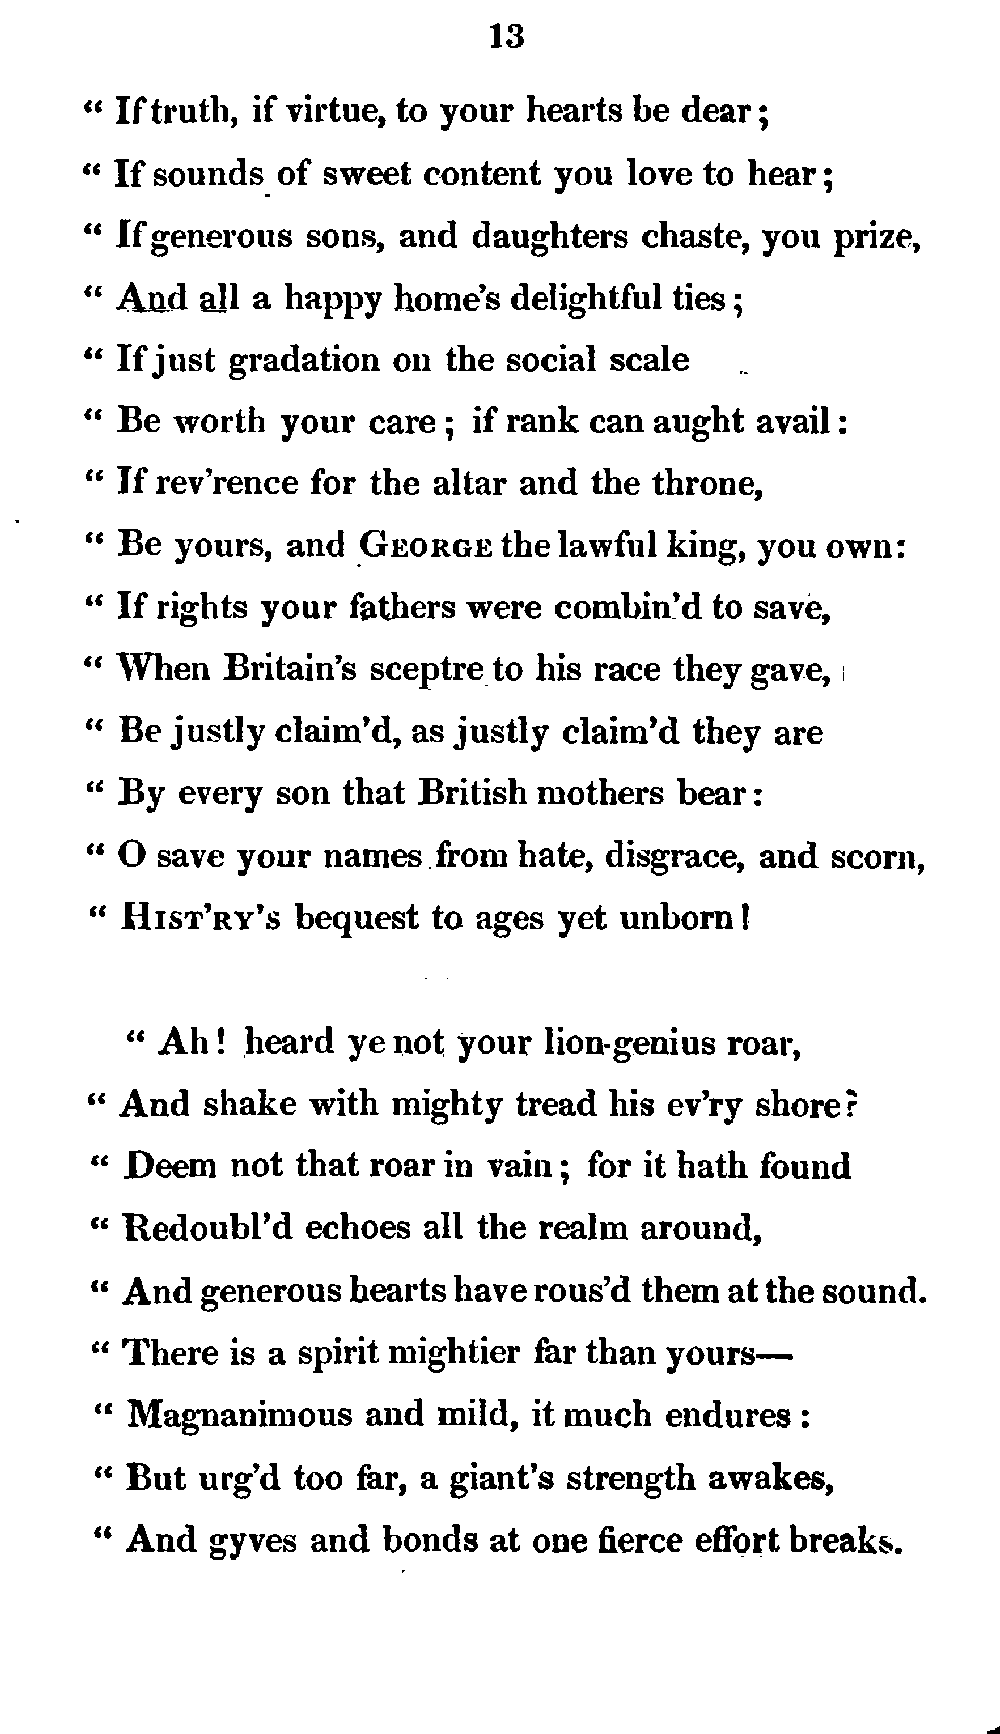 13
“ If truth, if virtue, to your hearts be dear;
“ If sounds of sweet content you love to hear;
“ If generous sons, and daughters chaste, you prize,
“ And all a happy home’s delightful ties;
“ If just gradation on the social scale
“ Be worth your care; if rank can aught avail:
“ If rev’rence for the altar and the throne,
“ Be yours, and GEORGE the lawful king, you own:
“ If rights your fathers were combin’d to save,
“ When Britain’s sceptre to his race they gave,
“ Be justly claim’d, as justly claim’d they are
“ By every son that British mothers bear:
“ O save your names from hate, disgrace, and scorn,
“ HIST’RY’S bequest to ages yet unborn!
“ Ah! heard ye not your lion-genius roar,
“ And shake with mighty tread his ev’ry shore?
“ Deem not that roar in vain; for it hath found
“ Redoubl’d echoes all the realm around,
“ And generous hearts have rous’d them at the sound.
“ There is a spirit mightier far than yours—
“ Magnanimous and mild, it much endures:
“ But urg’d too far, a giant’s strength awakes,
“ And gyves and bonds at one fierce effort breaks.